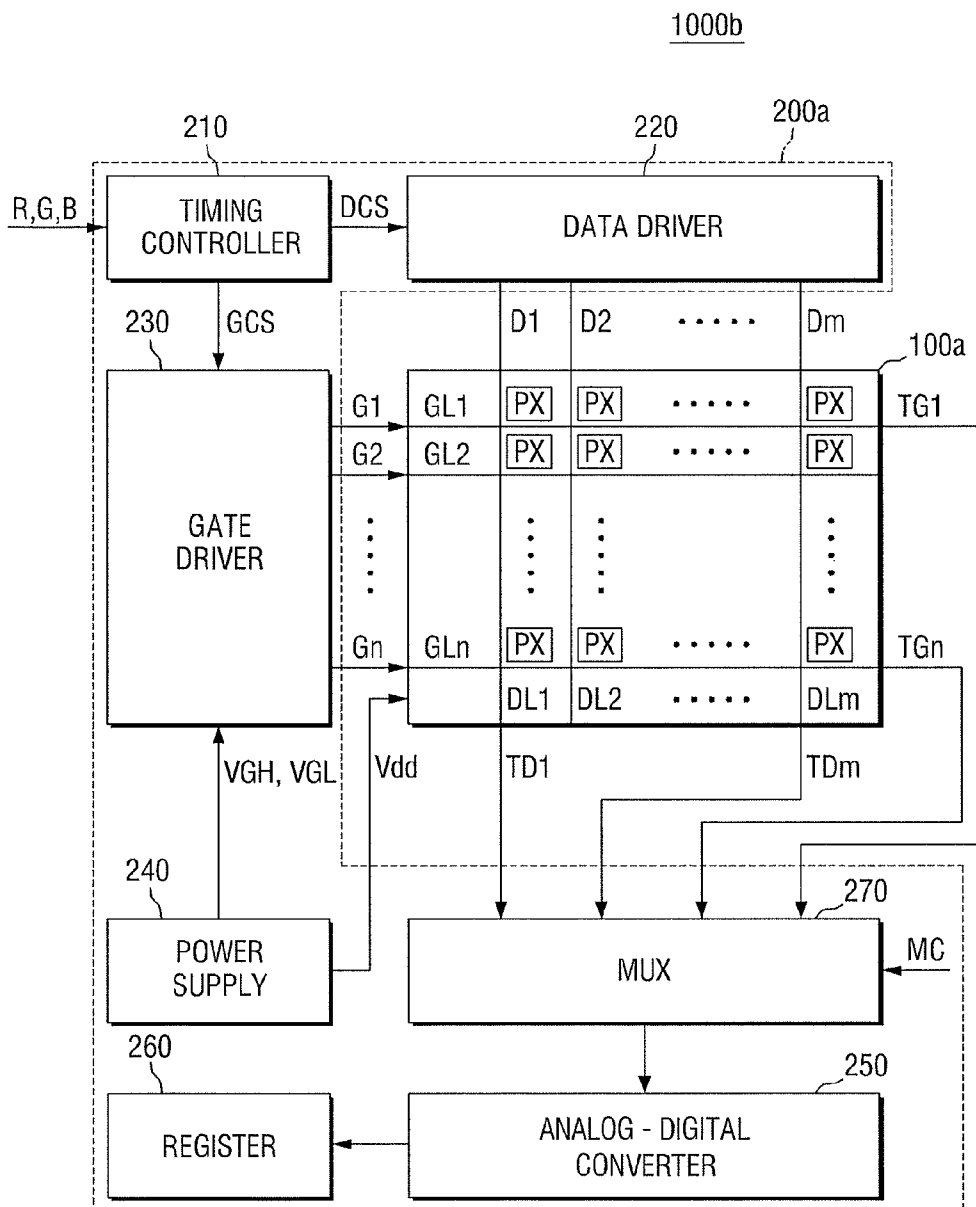 1000b
200a
210
220
R,G,B
TIMING
CONTROLLER
DCS
DATA DRIVER
GCS
D1
D2
.....
Dm
230
100a
GATE
DRIVER
G1
GL1
PX
PX
.....
PX
TG1
G2
GL2
PX
PX
.....
PX
Gn
GLn
PX
PX
.....
PX
TGn
DL1
DL2
.....
DLm
VGH, VGL
Vdd
TD1
TDm
240
POWER
SUPPLY
270
MUX
MC
260
REGISTER
250
ANALOG - DIGITAL
CONVERTER